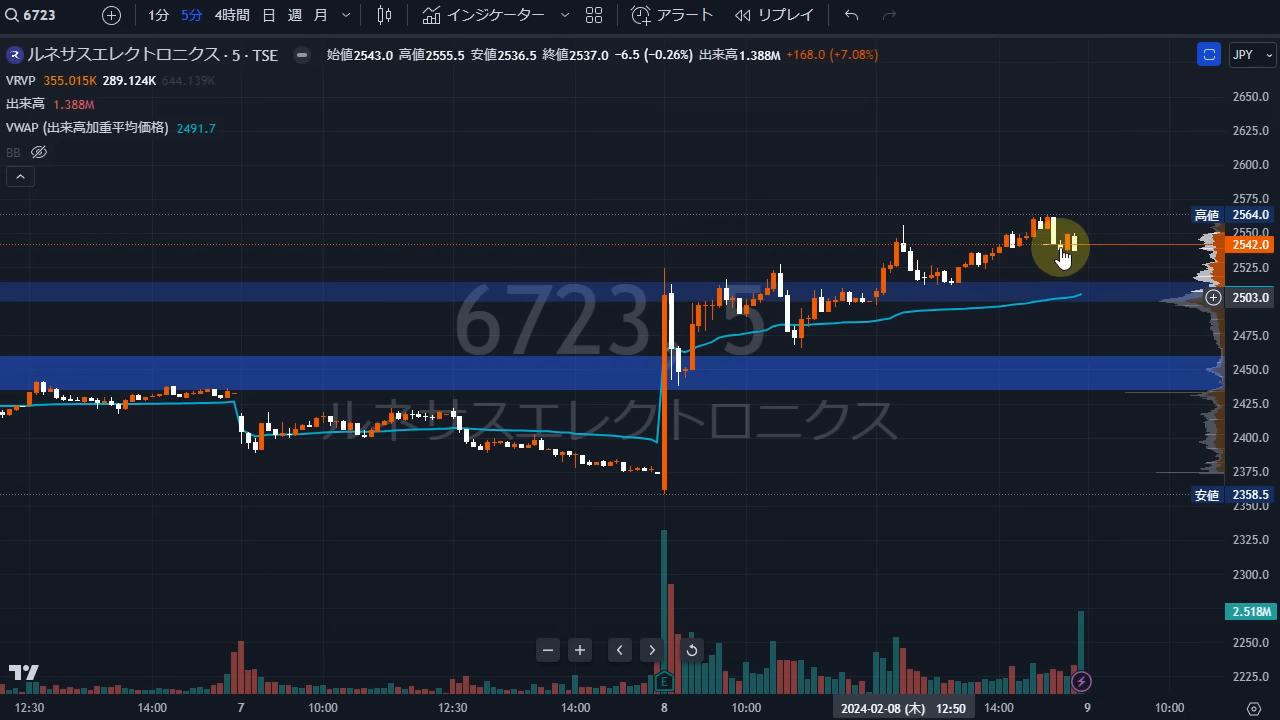 6723 1分 5分 4時間 日 週 月 インジケーター アラート リプレイ
ルネサスエレクトロニクス · 5 · TSE 始値2543.0 高値2555.5 安値2536.5 終値2537.0 −6.5 (−0.26%) 出来高1.388M +168.0 (+7.08%) JPY
VRVP 355.015K 289.124K 644.139K
出来高 1.388M
VWAP (出来高加重平均価格) 2491.7
BB
2650.0
2625.0
2600.0
2575.0
高値 2564.0
2550.0
2542.0
2525.0
2503.0
2475.0
2450.0
2425.0
2400.0
2375.0
安値 2358.5
2350.0
2325.0
2300.0
2.518M
2250.0
2225.0
6723 · 5
ルネサスエレクトロニクス
E
12:30 14:00 7 10:00 12:30 14:00 8 10:00 2024-02-08 (木) 12:50 14:00 9 10:00